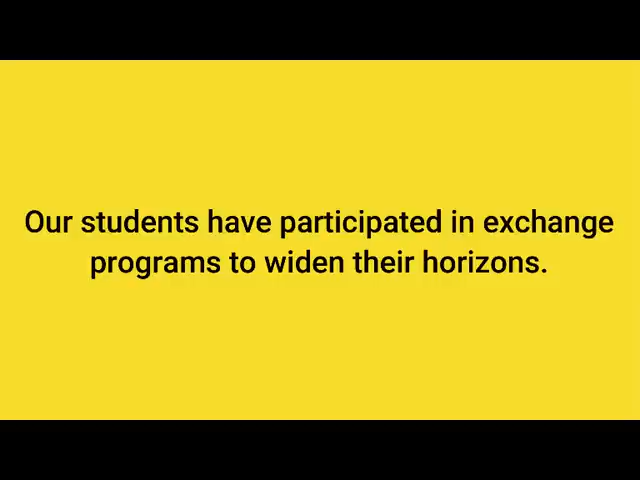 Our students have participated in exchange
programs to widen their horizons.